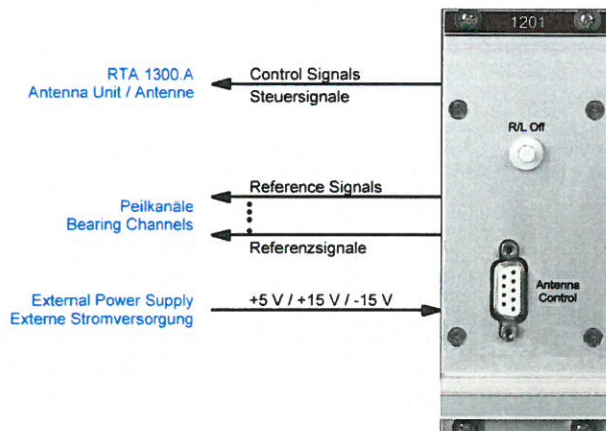 1201
RTA 1300.A
Antenna Unit / Antenne
Control Signals
Steuersignale
R/L Off
Peilkanäle
Bearing Channels
Reference Signals
Referenzsignale
External Power Supply
Externe Stromversorgung
+5 V / +15 V / -15 V
Antenna
Control